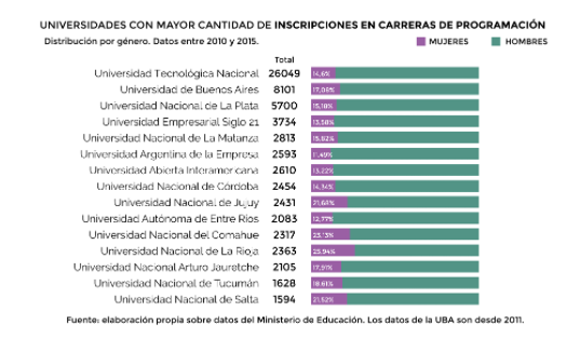 UNIVERSIDADES CON MAYOR CANTIDAD DE INSCRIPCIONES EN CARRERAS DE PROGRAMACIÓN
Distribución por género. Datos entre 2010 y 2015.
MUJERES HOMBRES
Total
Universidad Tecnológica Nacional 26049 14,6%
Universidad de Buenos Aires 8101 17,06%
Universidad Nacional de La Plata 5700 15,18%
Universidad Empresarial Siglo 21 3734 13,58%
Universidad Nacional de La Matanza 2813 15,82%
Universidad Argentina de la Empresa 2593 11,49%
Universidad Abierta Interamericana 2610 13,22%
Universidad Nacional de Córdoba 2454 14,34%
Universidad Nacional de Jujuy 2431 21,68%
Universidad Autónoma de Entre Ríos 2083 12,77%
Universidad Nacional del Comahue 2317 23,13%
Universidad Nacional de La Rioja 2363 25,94%
Universidad Nacional Arturo Jauretche 2105 17,91%
Universidad Nacional de Tucumán 1628 18,61%
Universidad Nacional de Salta 1594 21,52%
Fuente: elaboración propia sobre datos del Ministerio de Educación. Los datos de la UBA son desde 2011.